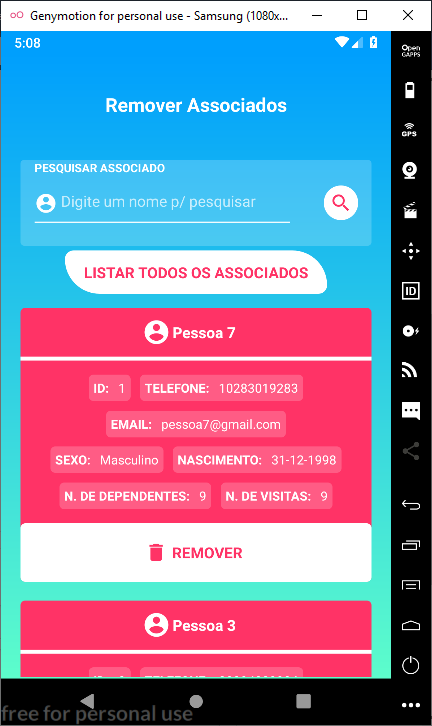 Genymotion for personal use - Samsung (1080x...
5:08
Open
GAPPS
GPS
ID
Remover Associados
PESQUISAR ASSOCIADO
Digite um nome p/ pesquisar
LISTAR TODOS OS ASSOCIADOS
Pessoa 7
ID: 1 TELEFONE: 10283019283
EMAIL: pessoa7@gmail.com
SEXO: Masculino NASCIMENTO: 31-12-1998
N. DE DEPENDENTES: 9 N. DE VISITAS: 9
REMOVER
Pessoa 3
free for personal use